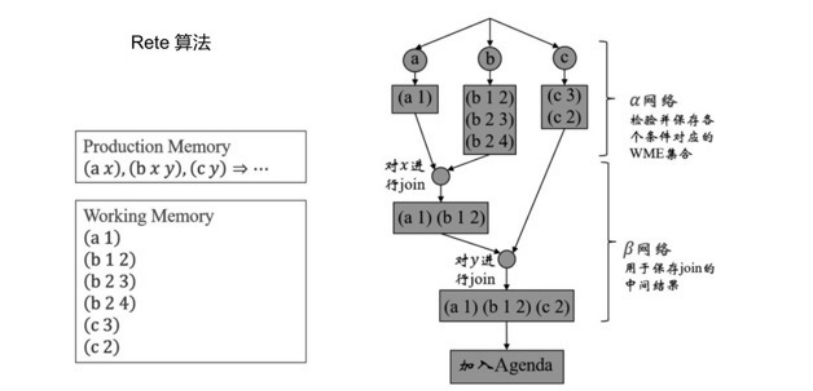 Rete 算法
Production Memory
(a x), (b x y), (c y) ⇒ ⋯
Working Memory
(a 1)
(b 1 2)
(b 2 3)
(b 2 4)
(c 3)
(c 2)
a
b
c
(a 1)
(b 1 2)
(b 2 3)
(b 2 4)
(c 3)
(c 2)
α网络
检验并保存各
个条件对应的
WME集合
对x进
行join
(a 1) (b 1 2)
对y进
行join
β网络
用于保存join的
中间结果
(a 1) (b 1 2) (c 2)
加入Agenda